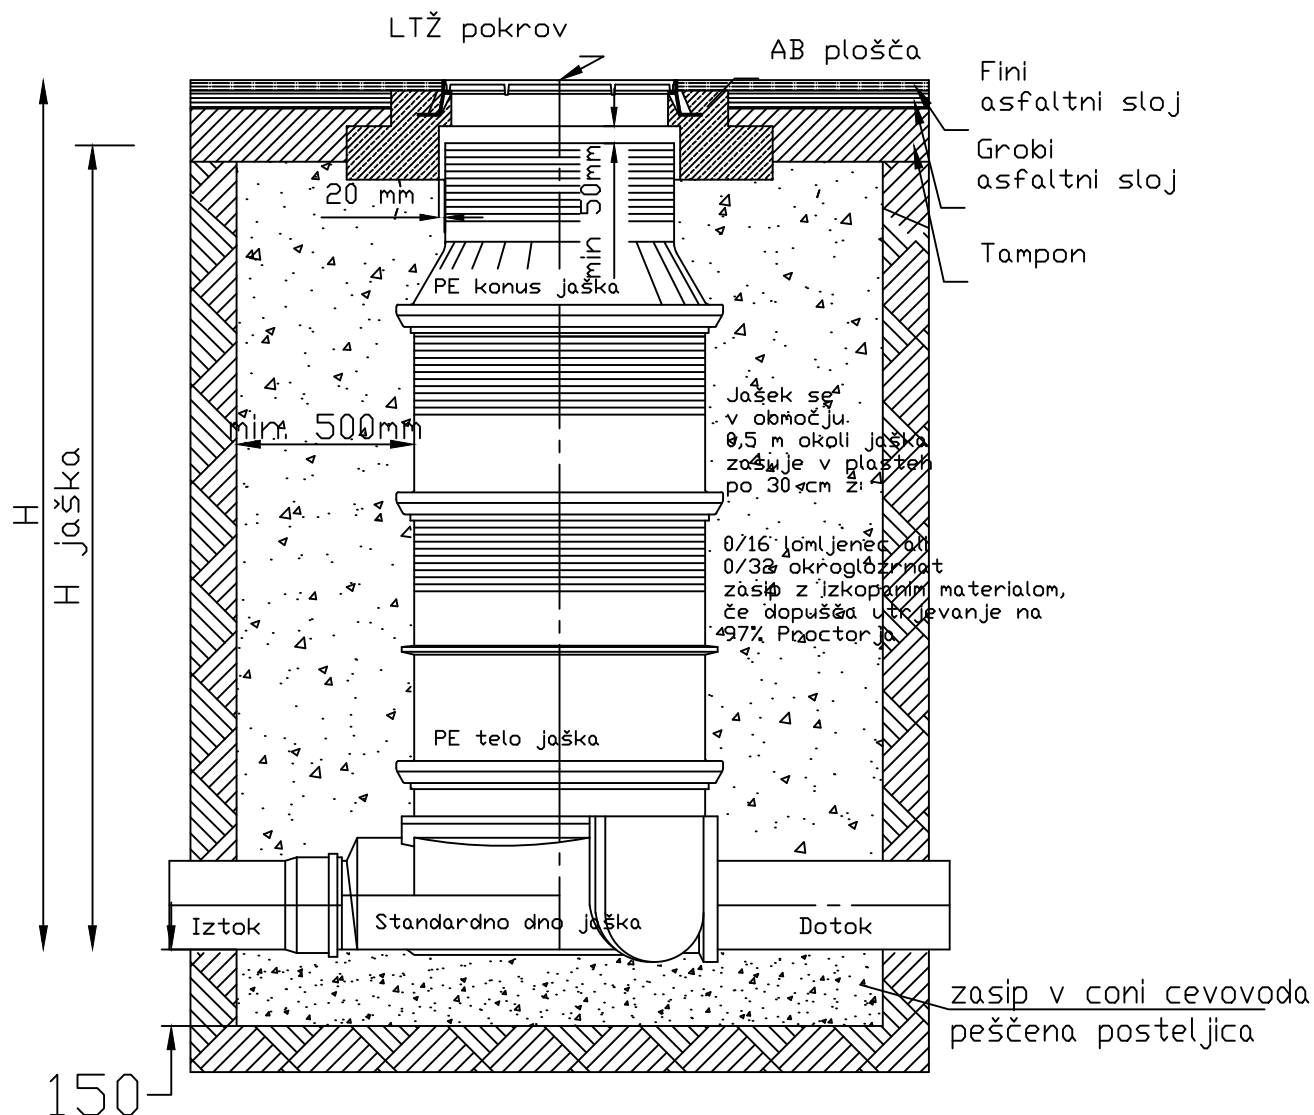 LTŽ pokrov
AB plošča
Fini
asfaltni sloj
Grobi
asfaltni sloj
Tampon
20 mm
min 50mm
PE konus jaška
Jašek se
v območju
0,5 m okoli jaška
zasuje v plasteh
po 30 cm z:
min. 500mm
H
H jaška
0/16 lomljenec ali
0/32 okroglozrnat
zasip z izkopanim materialom,
če dopušča utrjevanje na
97% Proctorja
PE telo jaška
Iztok
Standardno dno jaška
Dotok
zasip v coni cevovoda
peščena posteljica
150